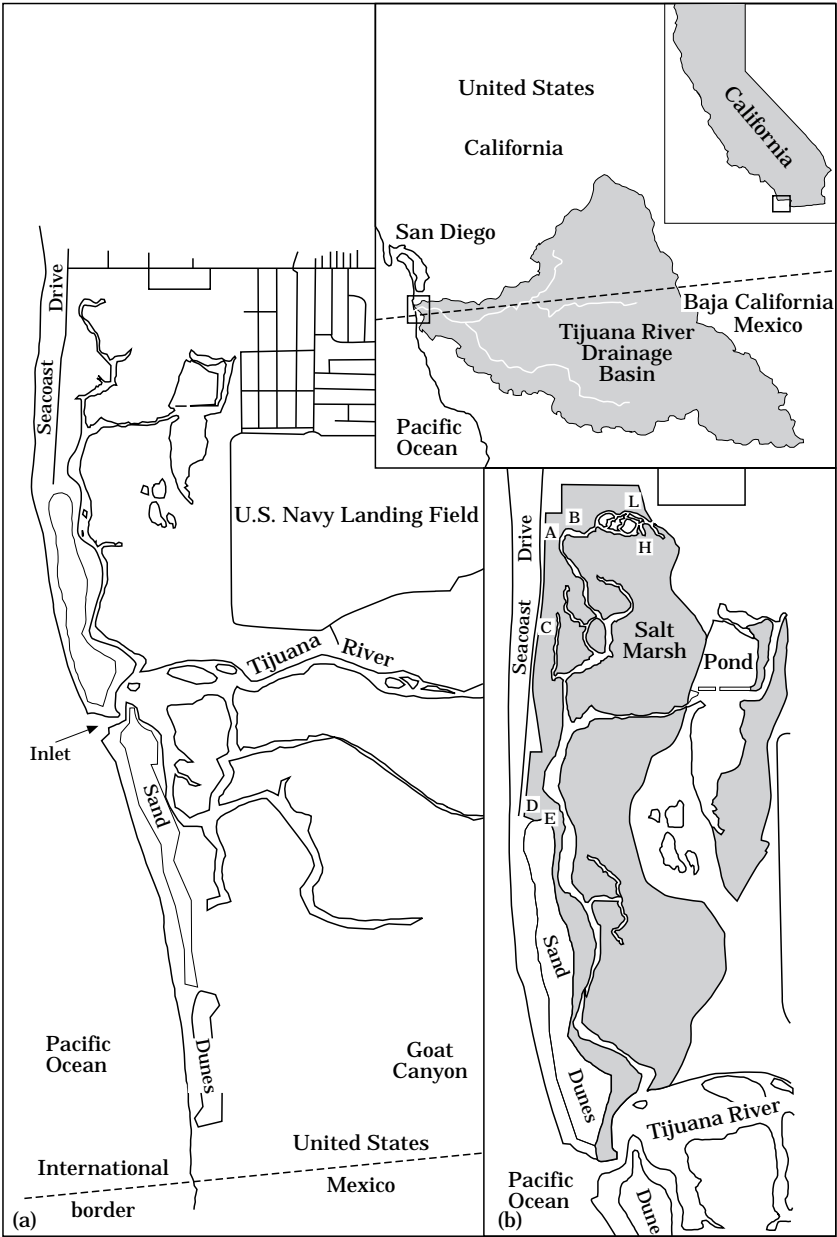 United States
California
California
San Diego
Baja California
Mexico
Tijuana River
Drainage
Basin
Pacific
Ocean
Seacoast Drive
U.S. Navy Landing Field
Tijuana River
Inlet
Sand
Dunes
Pacific
Ocean
Goat
Canyon
International
border
United States
Mexico
(a)
L
B
A
H
C
Seacoast Drive
Salt
Marsh
Pond
D
E
Sand
Dunes
Tijuana River
Pacific
Ocean
Dune
(b)